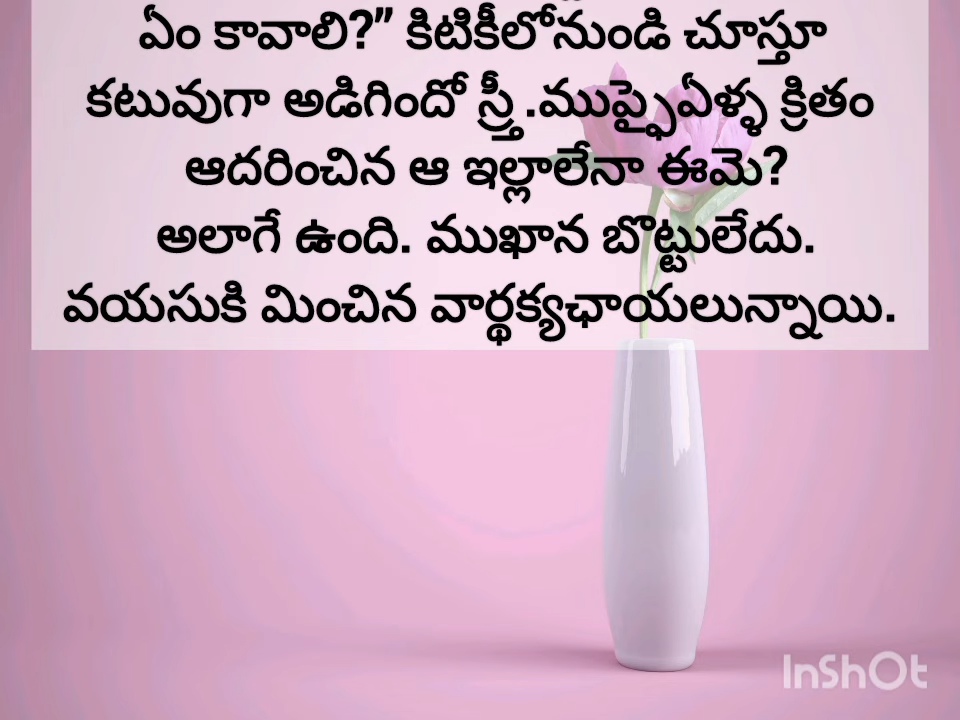 ఏం కావాలి?” కిటికీలోనుండి చూస్తూ
కటువుగా అడిగిందో స్త్రీ.ముప్ఫైఏళ్ళ క్రితం
ఆదరించిన ఆ ఇల్లాలేనా ఈమె?
అలాగే ఉంది. ముఖాన బొట్టులేదు.
వయసుకి మించిన వార్థక్యఛాయలున్నాయి.
InShOt